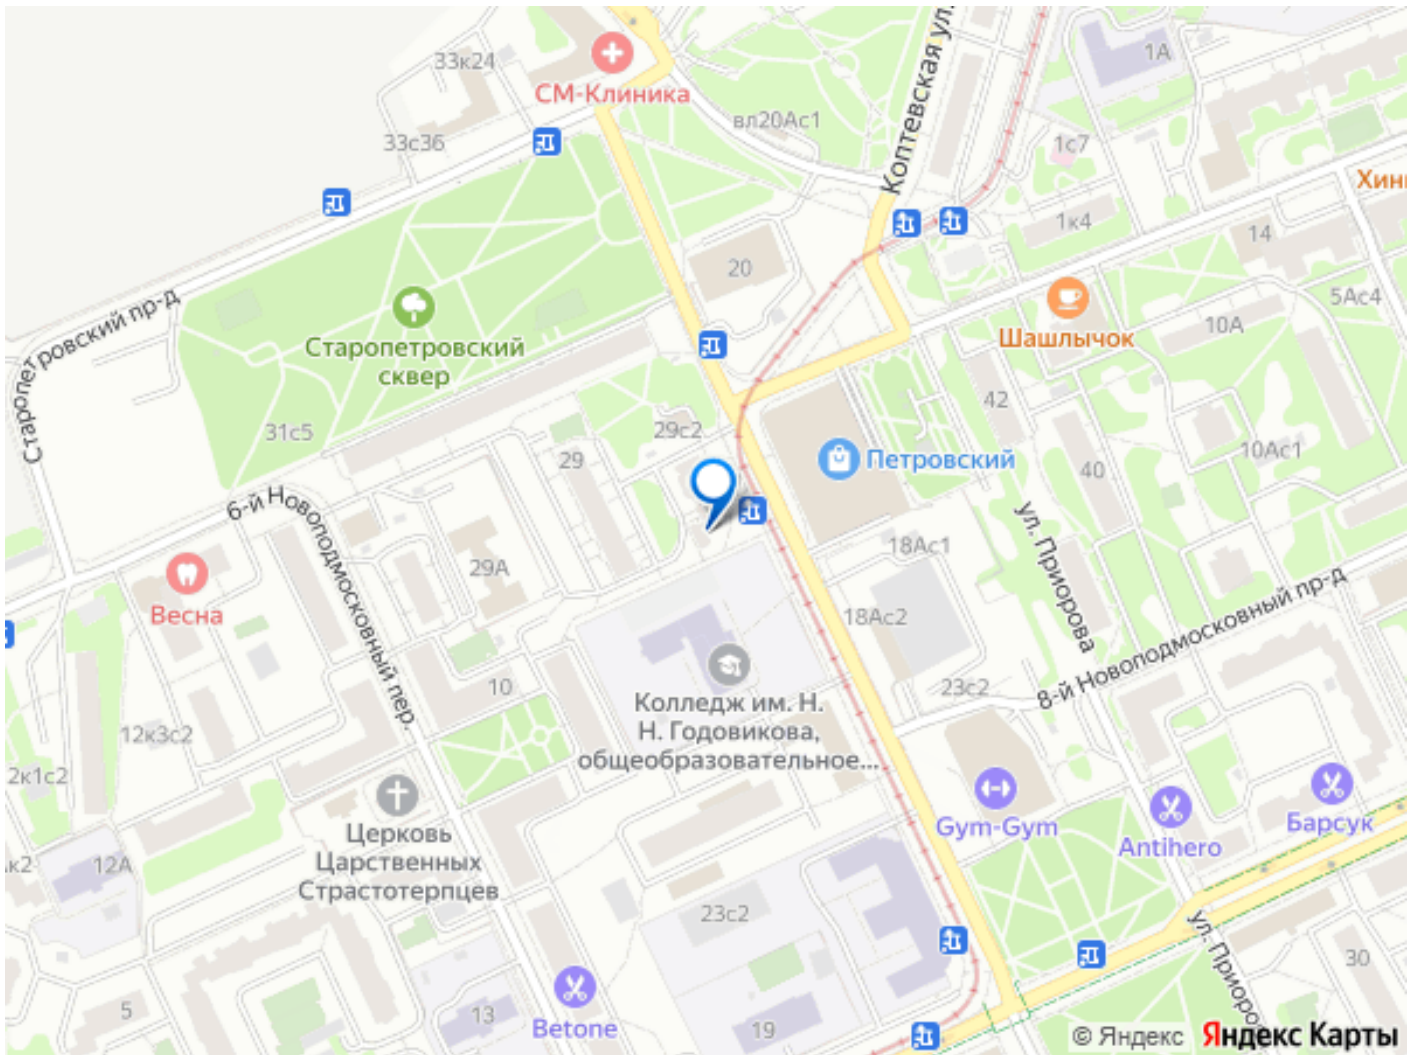 33к24
СМ-Клиника
33с36
вл20Ас1
Коптевская ул.
1А
1с7
Хин
1к4
14
20
5Ас4
Шашлычок
10А
Старопетровский пр-д
Старопетровский
сквер
31с5
29с2
29
42
Петровский
40
10Ас1
6-й Новоподмосковный пер.
ул. Приорова
18Ас1
29А
Весна
18Ас2
8-й Новоподмосковный пр-д
23с2
10
Колледж им. Н.
Н. Годовикова,
общеобразовательное...
12к3с2
2к1с2
Gym-Gym
Antihero
Барсук
Церковь
Царственных
Страстотерпцев
к2
12А
23с2
ул. Приоро
30
5
13
Betone
19
© Яндекс Яндекс Карты